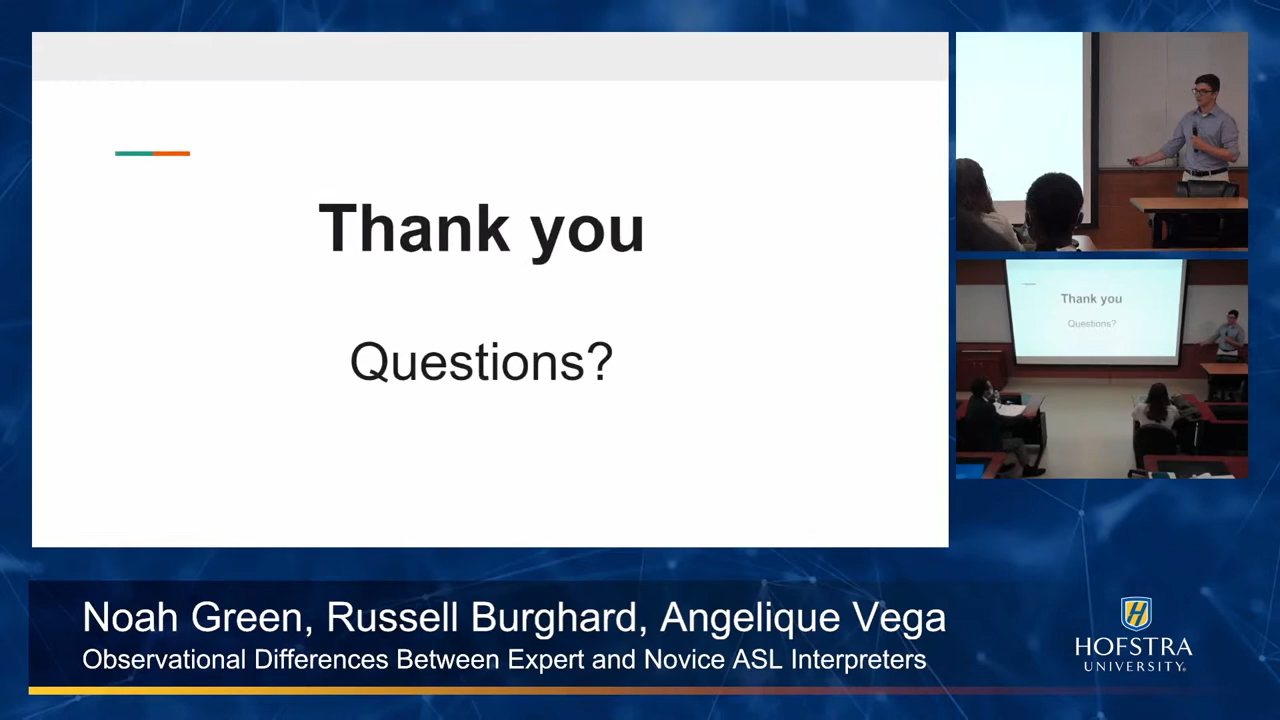 Thank you
Questions?
Thank you
Questions?
Noah Green, Russell Burghard, Angelique Vega
Observational Differences Between Expert and Novice ASL Interpreters
H
HOFSTRA
UNIVERSITY®